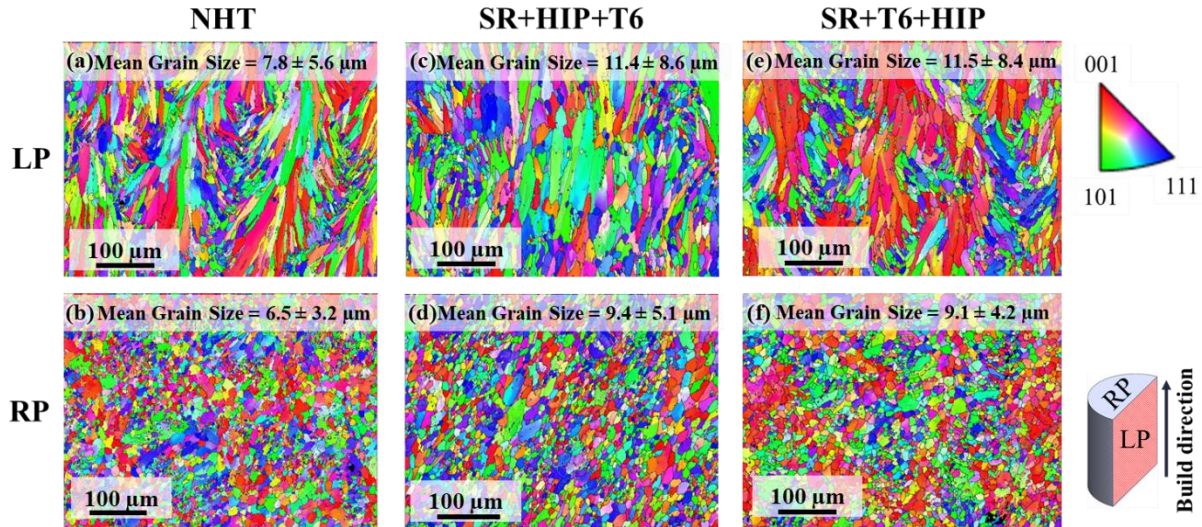 NHT SR+HIP+T6 SR+T6+HIP
LP
(a) Mean Grain Size = 7.8 ± 5.6 μm
100 μm
(c) Mean Grain Size = 11.4 ± 8.6 μm
100 μm
(e) Mean Grain Size = 11.5 ± 8.4 μm
100 μm
001
101
111
RP
(b) Mean Grain Size = 6.5 ± 3.2 μm
100 μm
(d) Mean Grain Size = 9.4 ± 5.1 μm
100 μm
(f) Mean Grain Size = 9.1 ± 4.2 μm
100 μm
RP
LP
Build direction